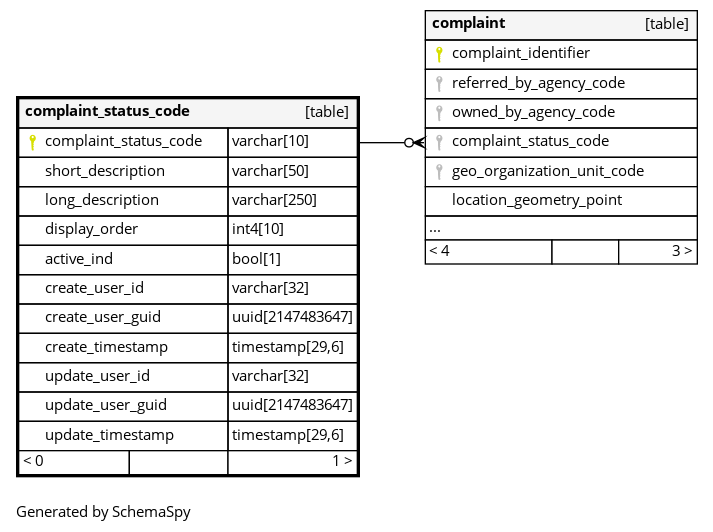 complaint [table]
complaint_identifier
referred_by_agency_code
owned_by_agency_code
complaint_status_code
geo_organization_unit_code
location_geometry_point
...
< 4 3 >
complaint_status_code [table]
complaint_status_code varchar[10]
short_description varchar[50]
long_description varchar[250]
display_order int4[10]
active_ind bool[1]
create_user_id varchar[32]
create_user_guid uuid[2147483647]
create_timestamp timestamp[29,6]
update_user_id varchar[32]
update_user_guid uuid[2147483647]
update_timestamp timestamp[29,6]
< 0 1 >
Generated by SchemaSpy